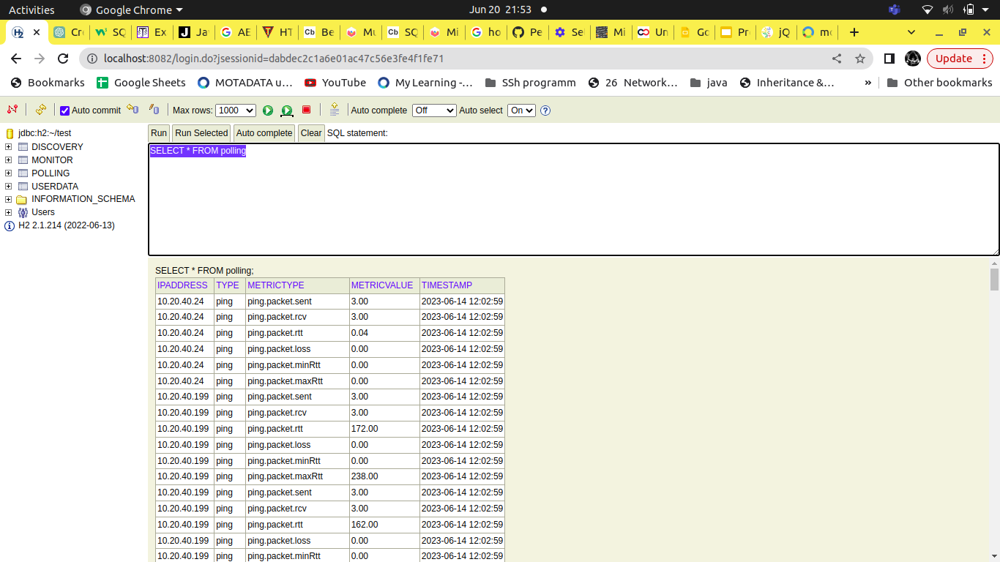 Activities Google Chrome Jun 20 21:53
H2 Cr SQ Ex J Ja G AE HT Cb Be Mu Cb SQ Mi G ho Pe Se Mi Un Go Pr jQ mo
localhost:8082/login.do?jsessionid=dabdec2c1a6e01ac47c56e3fe4f1fe71 Update
Bookmarks Google Sheets MOTADATA u... YouTube My Learning -... SSh programm 26 Network... java Inheritance &... » Other bookmarks
Auto commit Max rows: 1000 Auto complete Off Auto select On ?
jdbc:h2:~/test
DISCOVERY
MONITOR
POLLING
USERDATA
INFORMATION_SCHEMA
Users
H2 2.1.214 (2022-06-13)
Run Run Selected Auto complete Clear SQL statement:
SELECT * FROM polling
SELECT * FROM polling;
IPADDRESS TYPE METRICTYPE METRICVALUE TIMESTAMP
10.20.40.24 ping ping.packet.sent 3.00 2023-06-14 12:02:59
10.20.40.24 ping ping.packet.rcv 3.00 2023-06-14 12:02:59
10.20.40.24 ping ping.packet.rtt 0.04 2023-06-14 12:02:59
10.20.40.24 ping ping.packet.loss 0.00 2023-06-14 12:02:59
10.20.40.24 ping ping.packet.minRtt 0.00 2023-06-14 12:02:59
10.20.40.24 ping ping.packet.maxRtt 0.00 2023-06-14 12:02:59
10.20.40.199 ping ping.packet.sent 3.00 2023-06-14 12:02:59
10.20.40.199 ping ping.packet.rcv 3.00 2023-06-14 12:02:59
10.20.40.199 ping ping.packet.rtt 172.00 2023-06-14 12:02:59
10.20.40.199 ping ping.packet.loss 0.00 2023-06-14 12:02:59
10.20.40.199 ping ping.packet.minRtt 0.00 2023-06-14 12:02:59
10.20.40.199 ping ping.packet.maxRtt 238.00 2023-06-14 12:02:59
10.20.40.199 ping ping.packet.sent 3.00 2023-06-14 12:02:59
10.20.40.199 ping ping.packet.rcv 3.00 2023-06-14 12:02:59
10.20.40.199 ping ping.packet.rtt 162.00 2023-06-14 12:02:59
10.20.40.199 ping ping.packet.loss 0.00 2023-06-14 12:02:59
10.20.40.199 ping ping.packet.minRtt 0.00 2023-06-14 12:02:59